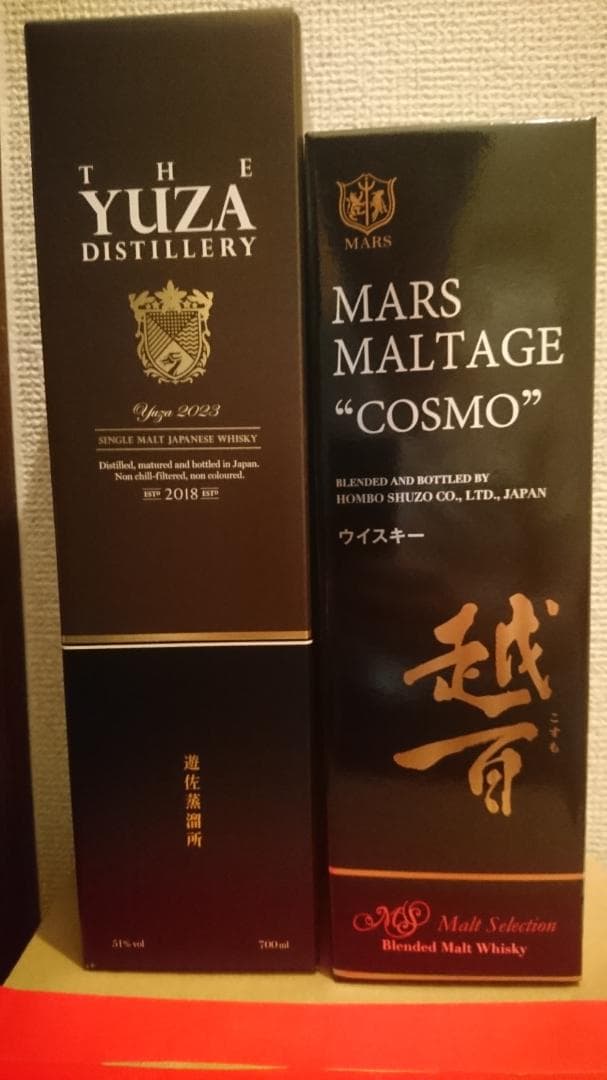 THE
YUZA
DISTILLERY
Yuza 2023
SINGLE MALT JAPANESE WHISKY
Distilled, matured and bottled in Japan.
Non chill-filtered, non coloured.
ESTD 2018 ESTD
遊佐蒸溜所
51% vol
700ml
MARS
MARS
MALTAGE
“COSMO”
BLENDED AND BOTTLED BY
HOMBO SHUZO CO., LTD., JAPAN
ウイスキー
越百
こすも
MS Malt Selection
Blended Malt Whisky